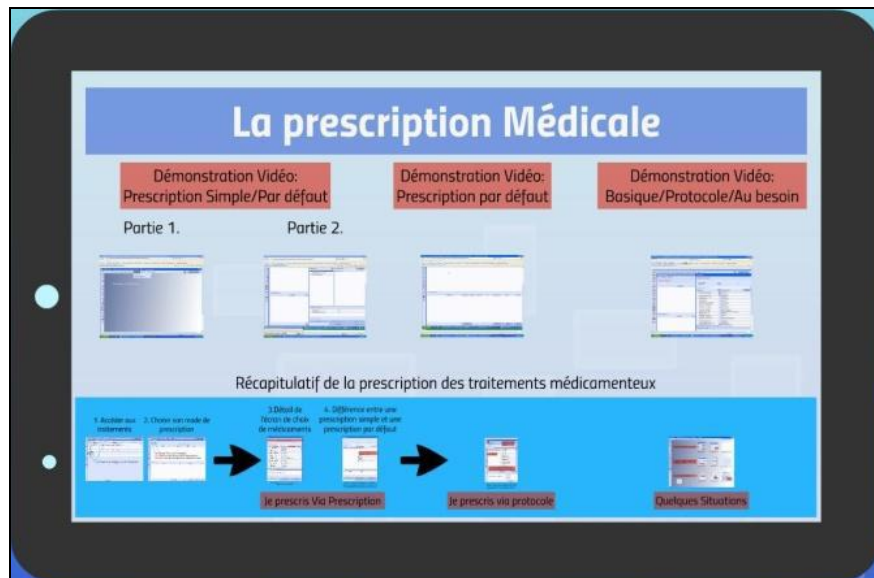 La prescription Médicale
Démonstration Vidéo:
Prescription Simple/Par défaut
Démonstration Vidéo:
Prescription par défaut
Démonstration Vidéo:
Basique/Protocole/Au besoin
Partie 1.
Partie 2.
Récapitulatif de la prescription des traitements médicamenteux
1. Accéder aux
traitements
2. Choisir son mode de
prescription
3. Détail de
l'écran de choix
de médicaments
4. Différence entre une
prescription simple et une
prescription par défaut
Je prescris Via Prescription
Je prescris via protocole
Quelques Situations